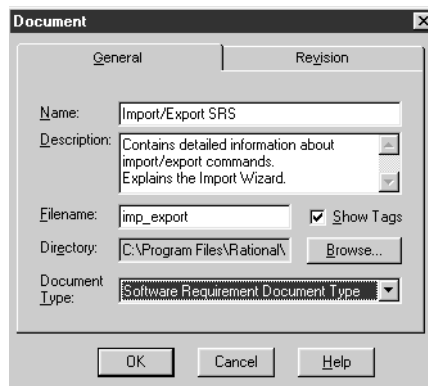 Document
General
Revision
Name: Import/Export SRS
Description: Contains detailed information about
import/export commands.
Explains the Import Wizard.
Filename: imp_export Show Tags
Directory: C:\Program Files\Rational\ Browse...
Document
Type: Software Requirement Document Type
OK Cancel Help